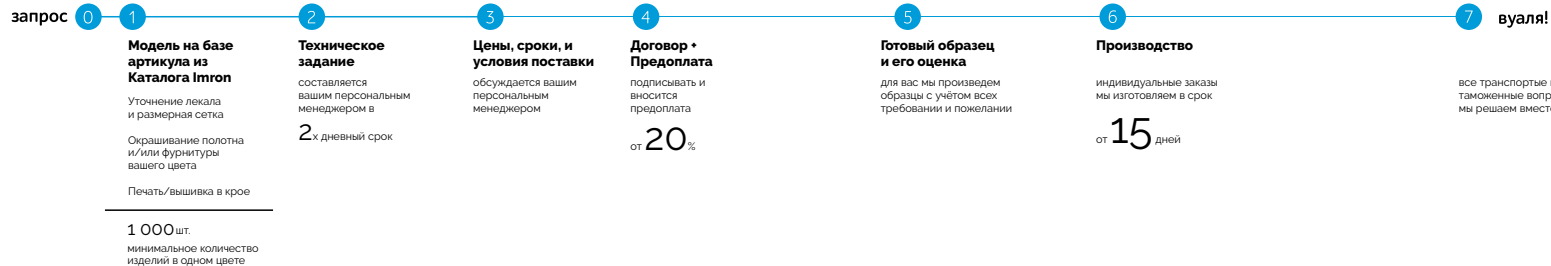 запрос 0 1 2 3 4 5 6 7 вуаля!
Модель на базе
артикула из
Каталога Imron
Уточнение лекала
и размерная сетка
Окрашивание полотна
и/или фурнитуры
вашего цвета
Печать/вышивка в крое
1 000 шт.
минимальное количество
изделий в одном цвете
Техническое
задание
составляется
вашим персональным
менеджером в
2х дневный срок
Цены, сроки, и
условия поставки
обсуждается вашим
персональным
менеджером
Договор +
Предоплата
подписывать и
вносится
предоплата
от 20%
Готовый образец
и его оценка
для вас мы произведем
образцы с учётом всех
требовании и пожелании
Производство
индивидуальные заказы
мы изготовляем в срок
от 15 дней
все транспортые
таможенные
мы решаем